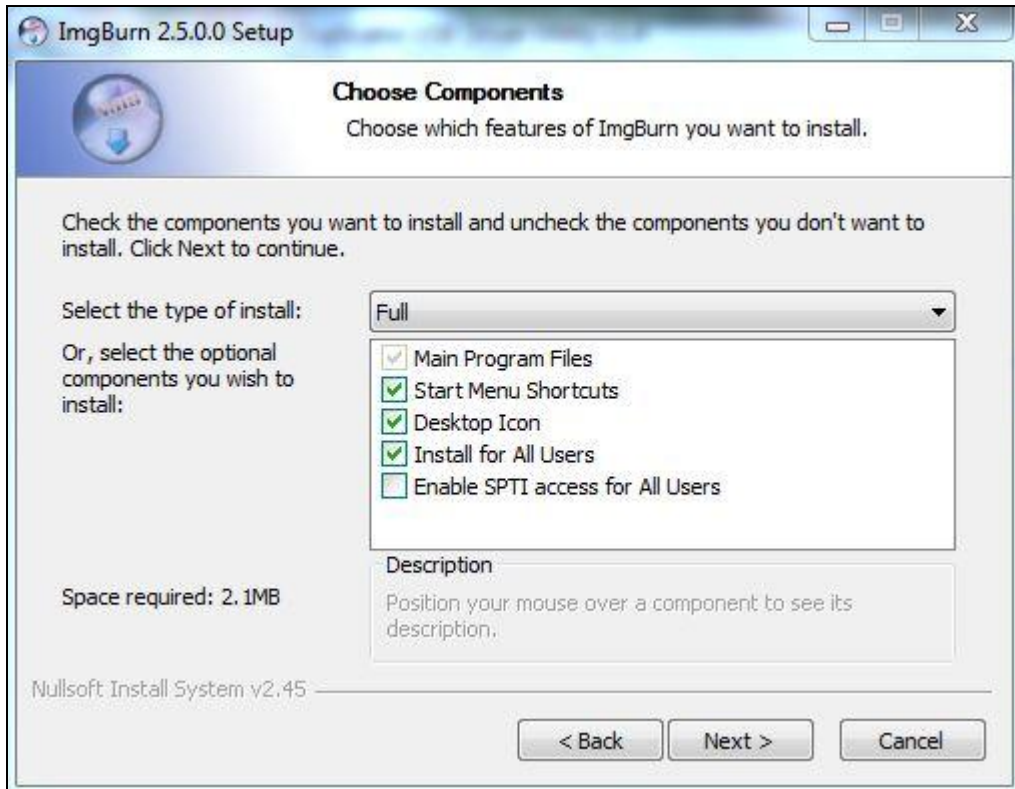 ImgBurn 2.5.0.0 Setup
Choose Components
Choose which features of ImgBurn you want to install.
Check the components you want to install and uncheck the components you don't want to
install. Click Next to continue.
Select the type of install:
Full
Or, select the optional
components you wish to
install:
Main Program Files
Start Menu Shortcuts
Desktop Icon
Install for All Users
Enable SPTI access for All Users
Space required: 2.1MB
Description
Position your mouse over a component to see its
description.
Nullsoft Install System v2.45
< Back
Next >
Cancel